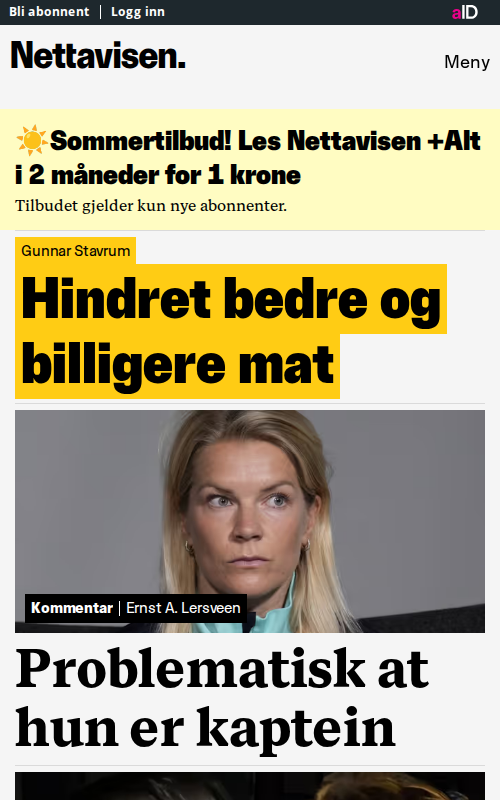 Bli abonnent | Logg inn
aID
Nettavisen.
Meny
☀️Sommertilbud! Les Nettavisen +Alt
i 2 måneder for 1 krone
Tilbudet gjelder kun nye abonnenter.
Gunnar Stavrum
Hindret bedre og
billigere mat
Kommentar | Ernst A. Lersveen
Problematisk at
hun er kaptein